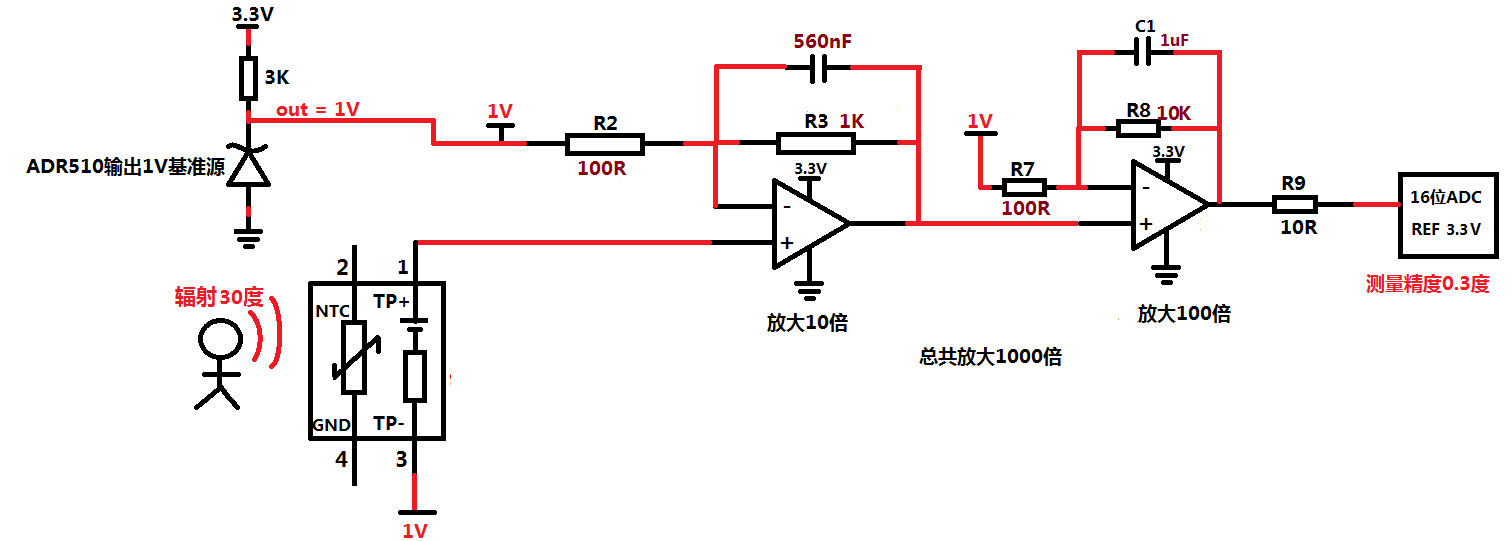 3.3V
3K
out = 1V
ADR510输出1V基准源
1V
R2
100R
560nF
R3 1K
3.3V
-
+
放大10倍
1V
R7
100R
C1
1uF
R8 10K
3.3V
-
+
放大100倍
总共放大1000倍
R9
10R
16位ADC
REF 3.3V
测量精度0.3度
辐射30度
2
1
NTC
TP+
GND
TP-
4
3
1V